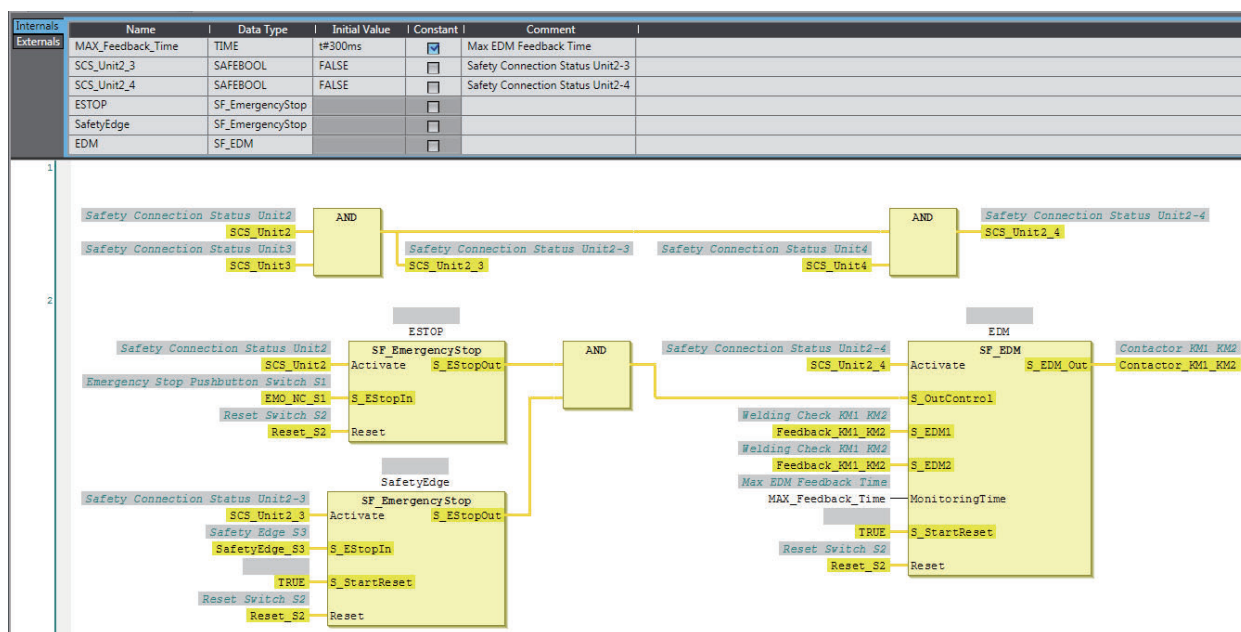 Internals
Externals
Name | Data Type | Initial Value | Constant | Comment |
MAX_Feedback_Time TIME t#300ms Max EDM Feedback Time
SCS_Unit2_3 SAFEBOOL FALSE Safety Connection Status Unit2-3
SCS_Unit2_4 SAFEBOOL FALSE Safety Connection Status Unit2-4
ESTOP SF_EmergencyStop
SafetyEdge SF_EmergencyStop
EDM SF_EDM
1
Safety Connection Status Unit2
SCS_Unit2
Safety Connection Status Unit3
SCS_Unit3
AND
Safety Connection Status Unit2-3
SCS_Unit2_3
Safety Connection Status Unit4
SCS_Unit4
AND
Safety Connection Status Unit2-4
SCS_Unit2_4
2
ESTOP
SF_EmergencyStop
Safety Connection Status Unit2
SCS_Unit2 Activate S_EStopOut
Emergency Stop Pushbutton Switch S1
EMO_NC_S1 S_EStopIn
Reset Switch S2
Reset_S2 Reset
AND
SafetyEdge
SF_EmergencyStop
Safety Connection Status Unit2-3
SCS_Unit2_3 Activate S_EStopOut
Safety Edge S3
SafetyEdge_S3 S_EStopIn
TRUE S_StartReset
Reset Switch S2
Reset_S2 Reset
EDM
SF_EDM
Safety Connection Status Unit2-4
SCS_Unit2_4 Activate S_EDM_Out
Contactor KM1 KM2
Contactor_KM1_KM2
S_OutControl
Welding Check KM1 KM2
Feedback_KM1_KM2 S_EDM1
Welding Check KM1 KM2
Feedback_KM1_KM2 S_EDM2
Max EDM Feedback Time
MAX_Feedback_Time MonitoringTime
TRUE S_StartReset
Reset Switch S2
Reset_S2 Reset